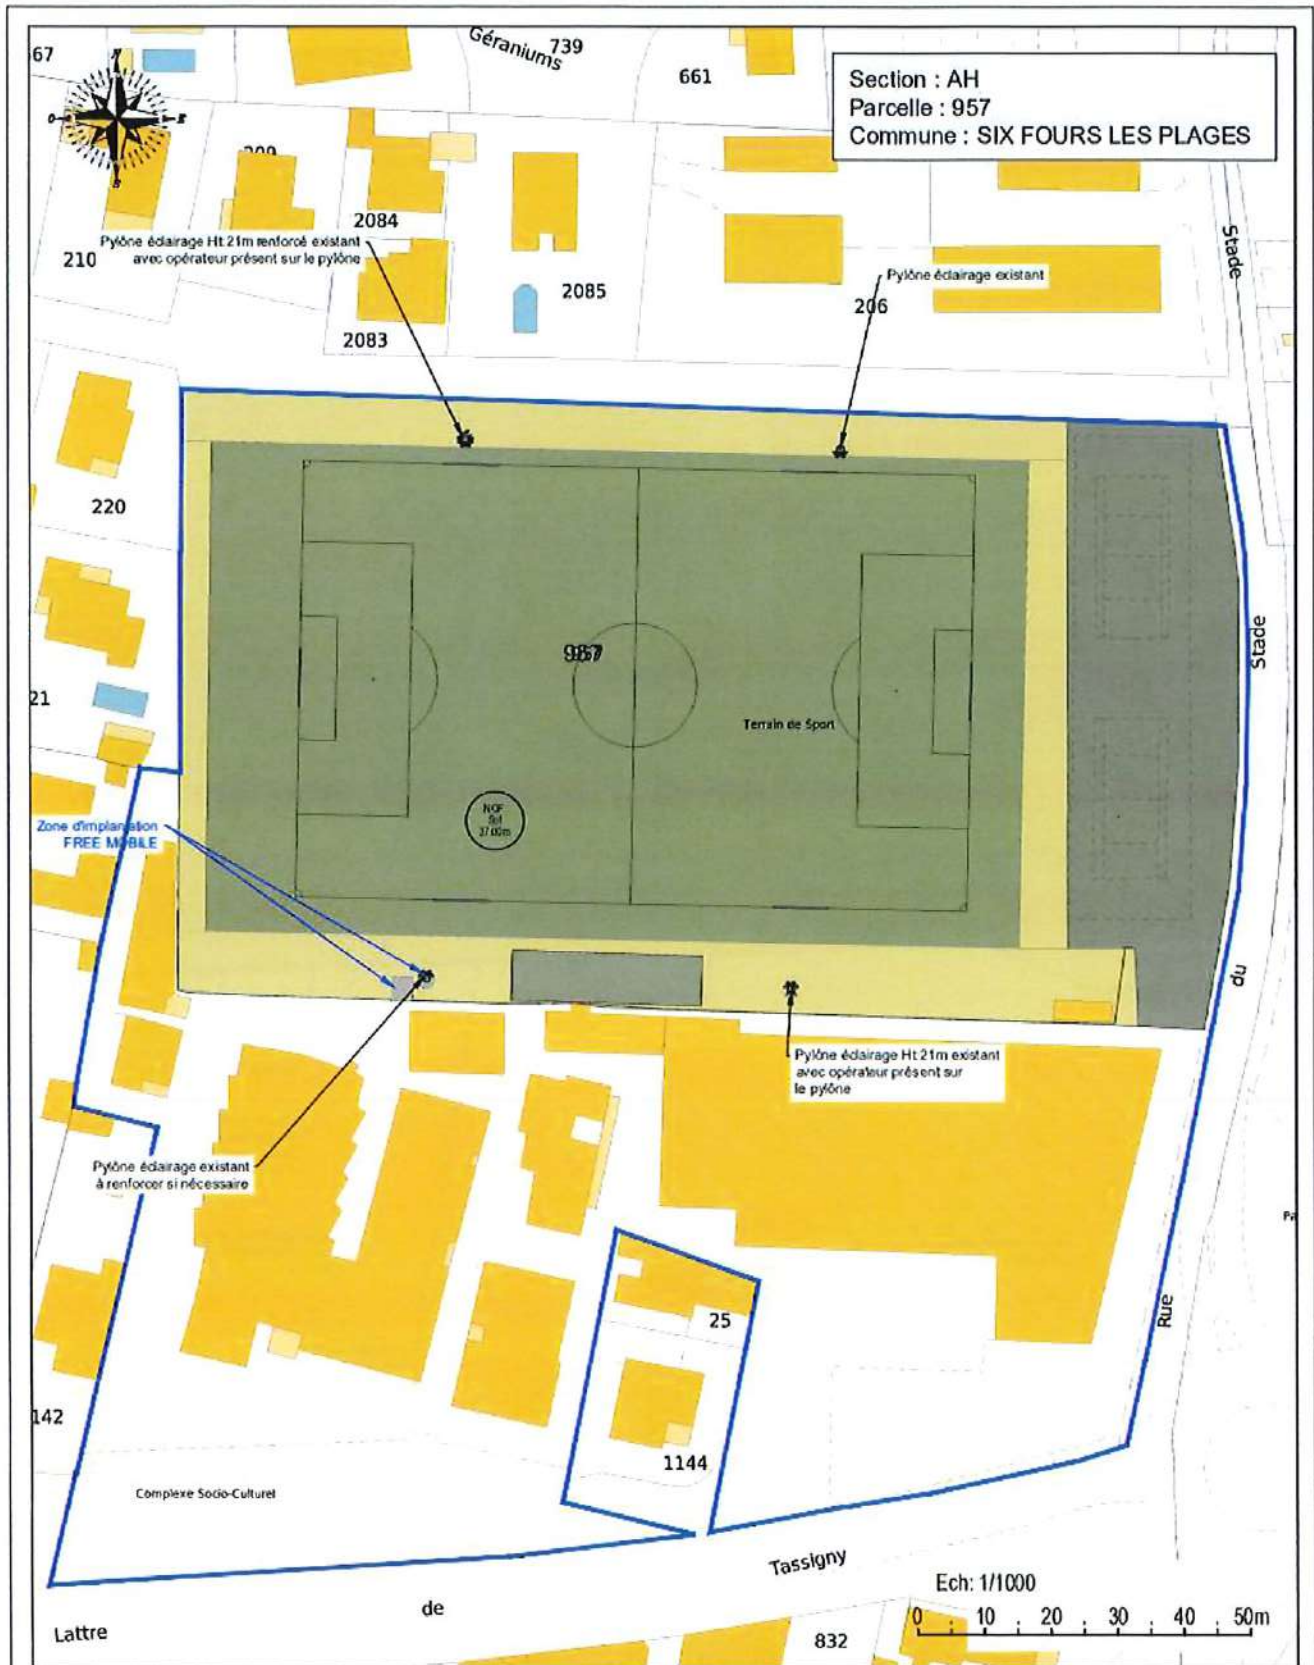 Géraniums
739
67
661
Section : AH
Parcelle : 957
Commune : SIX FOURS LES PLAGES
N
O
E
S
209
2084
Stade
Pylône éclairage Ht 21m renforcé existant
avec opérateur présent sur le pylône
210
Pylône éclairage existant
2085
206
2083
220
Stade
957
21
Terrain de Sport
NGF
Sol
37.00m
Zone d'implantation
FREE MOBILE
du
Pylône éclairage Ht 21m existant
avec opérateur présent sur
le pylône
Pylône éclairage existant
à renforcer si nécessaire
Pa
Rue
25
142
1144
Complexe Socio-Culturel
Tassigny
Ech: 1/1000
0 10 20 30 40 50m
de
Lattre
832